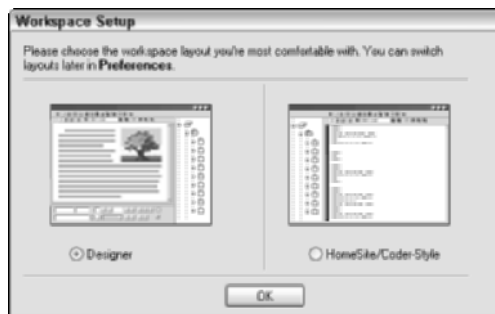 Workspace Setup
Please choose the workspace layout you're most comfortable with. You can switch
layouts later in Preferences.
Designer
HomeSite/Coder-Style
OK